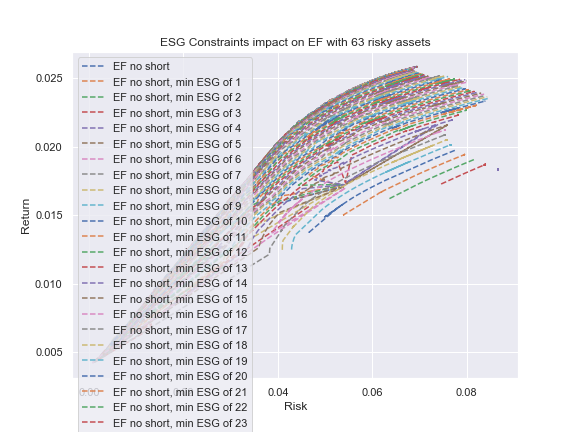 ESG Constraints impact on EF with 63 risky assets
Return
0.025
0.020
0.015
0.010
0.005
EF no short
EF no short, min ESG of 1
EF no short, min ESG of 2
EF no short, min ESG of 3
EF no short, min ESG of 4
EF no short, min ESG of 5
EF no short, min ESG of 6
EF no short, min ESG of 7
EF no short, min ESG of 8
EF no short, min ESG of 9
EF no short, min ESG of 10
EF no short, min ESG of 11
EF no short, min ESG of 12
EF no short, min ESG of 13
EF no short, min ESG of 14
EF no short, min ESG of 15
EF no short, min ESG of 16
EF no short, min ESG of 17
EF no short, min ESG of 18
EF no short, min ESG of 19
EF no short, min ESG of 20
EF no short, min ESG of 21
EF no short, min ESG of 22
EF no short, min ESG of 23
0.00 0.04 0.06 0.08
Risk